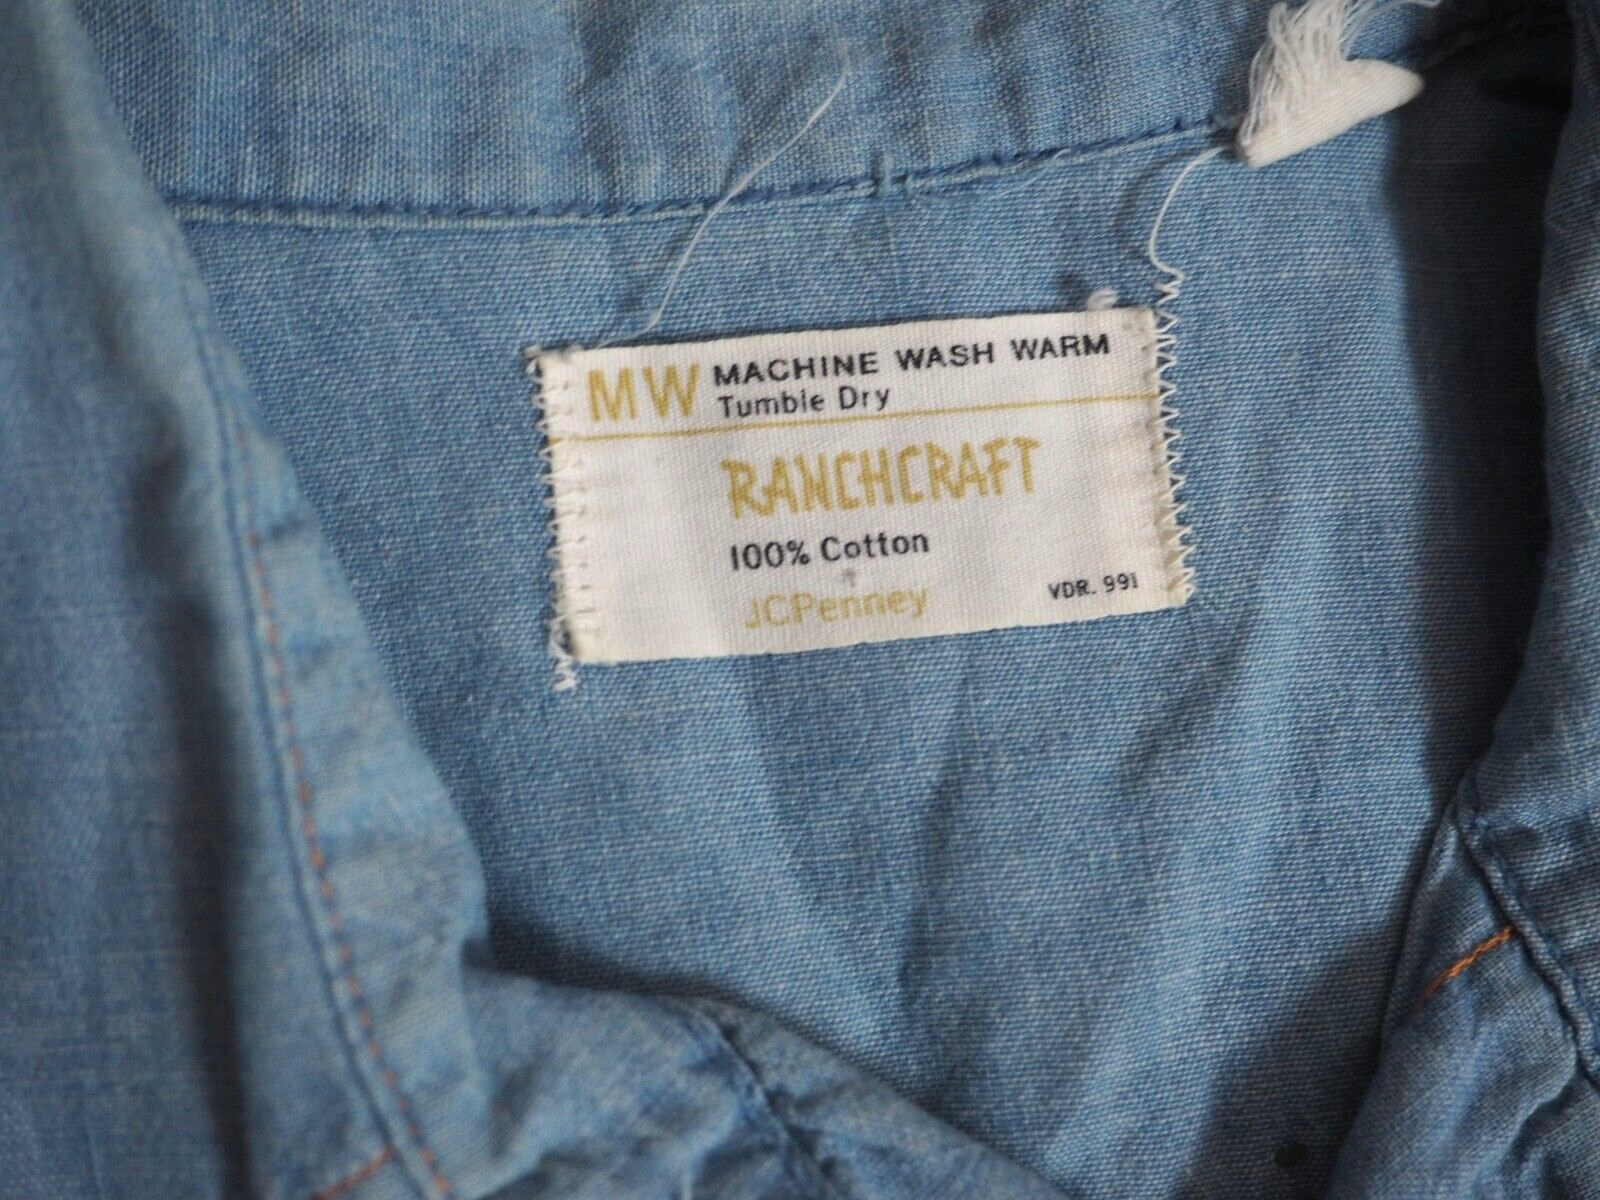 MW MACHINE WASH WARM
Tumble Dry
RANCHCRAFT
100% Cotton
JCPenney VDR. 991